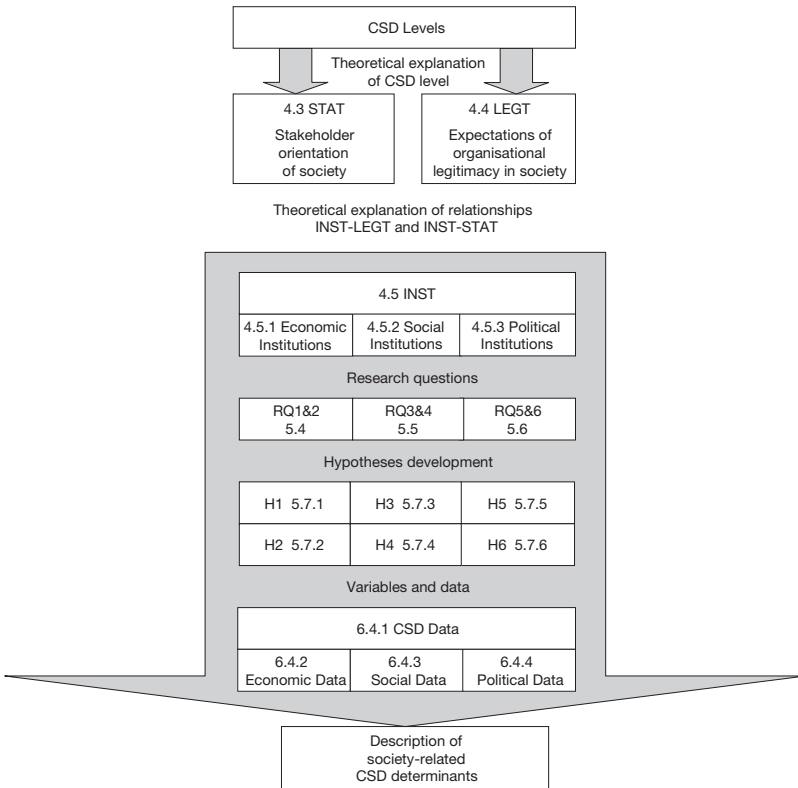 CSD Levels
Theoretical explanation
of CSD level
4.3 STAT
Stakeholder
orientation
of society
4.4 LEGT
Expectations of
organisational
legitimacy in society
Theoretical explanation of relationships
INST-LEGT and INST-STAT
4.5 INST
4.5.1 Economic
Institutions
4.5.2 Social
Institutions
4.5.3 Political
Institutions
Research questions
RQ1&2
5.4
RQ3&4
5.5
RQ5&6
5.6
Hypotheses development
H1 5.7.1
H3 5.7.3
H5 5.7.5
H2 5.7.2
H4 5.7.4
H6 5.7.6
Variables and data
6.4.1 CSD Data
6.4.2
Economic Data
6.4.3
Social Data
6.4.4
Political Data
Description of
society-related
CSD determinants